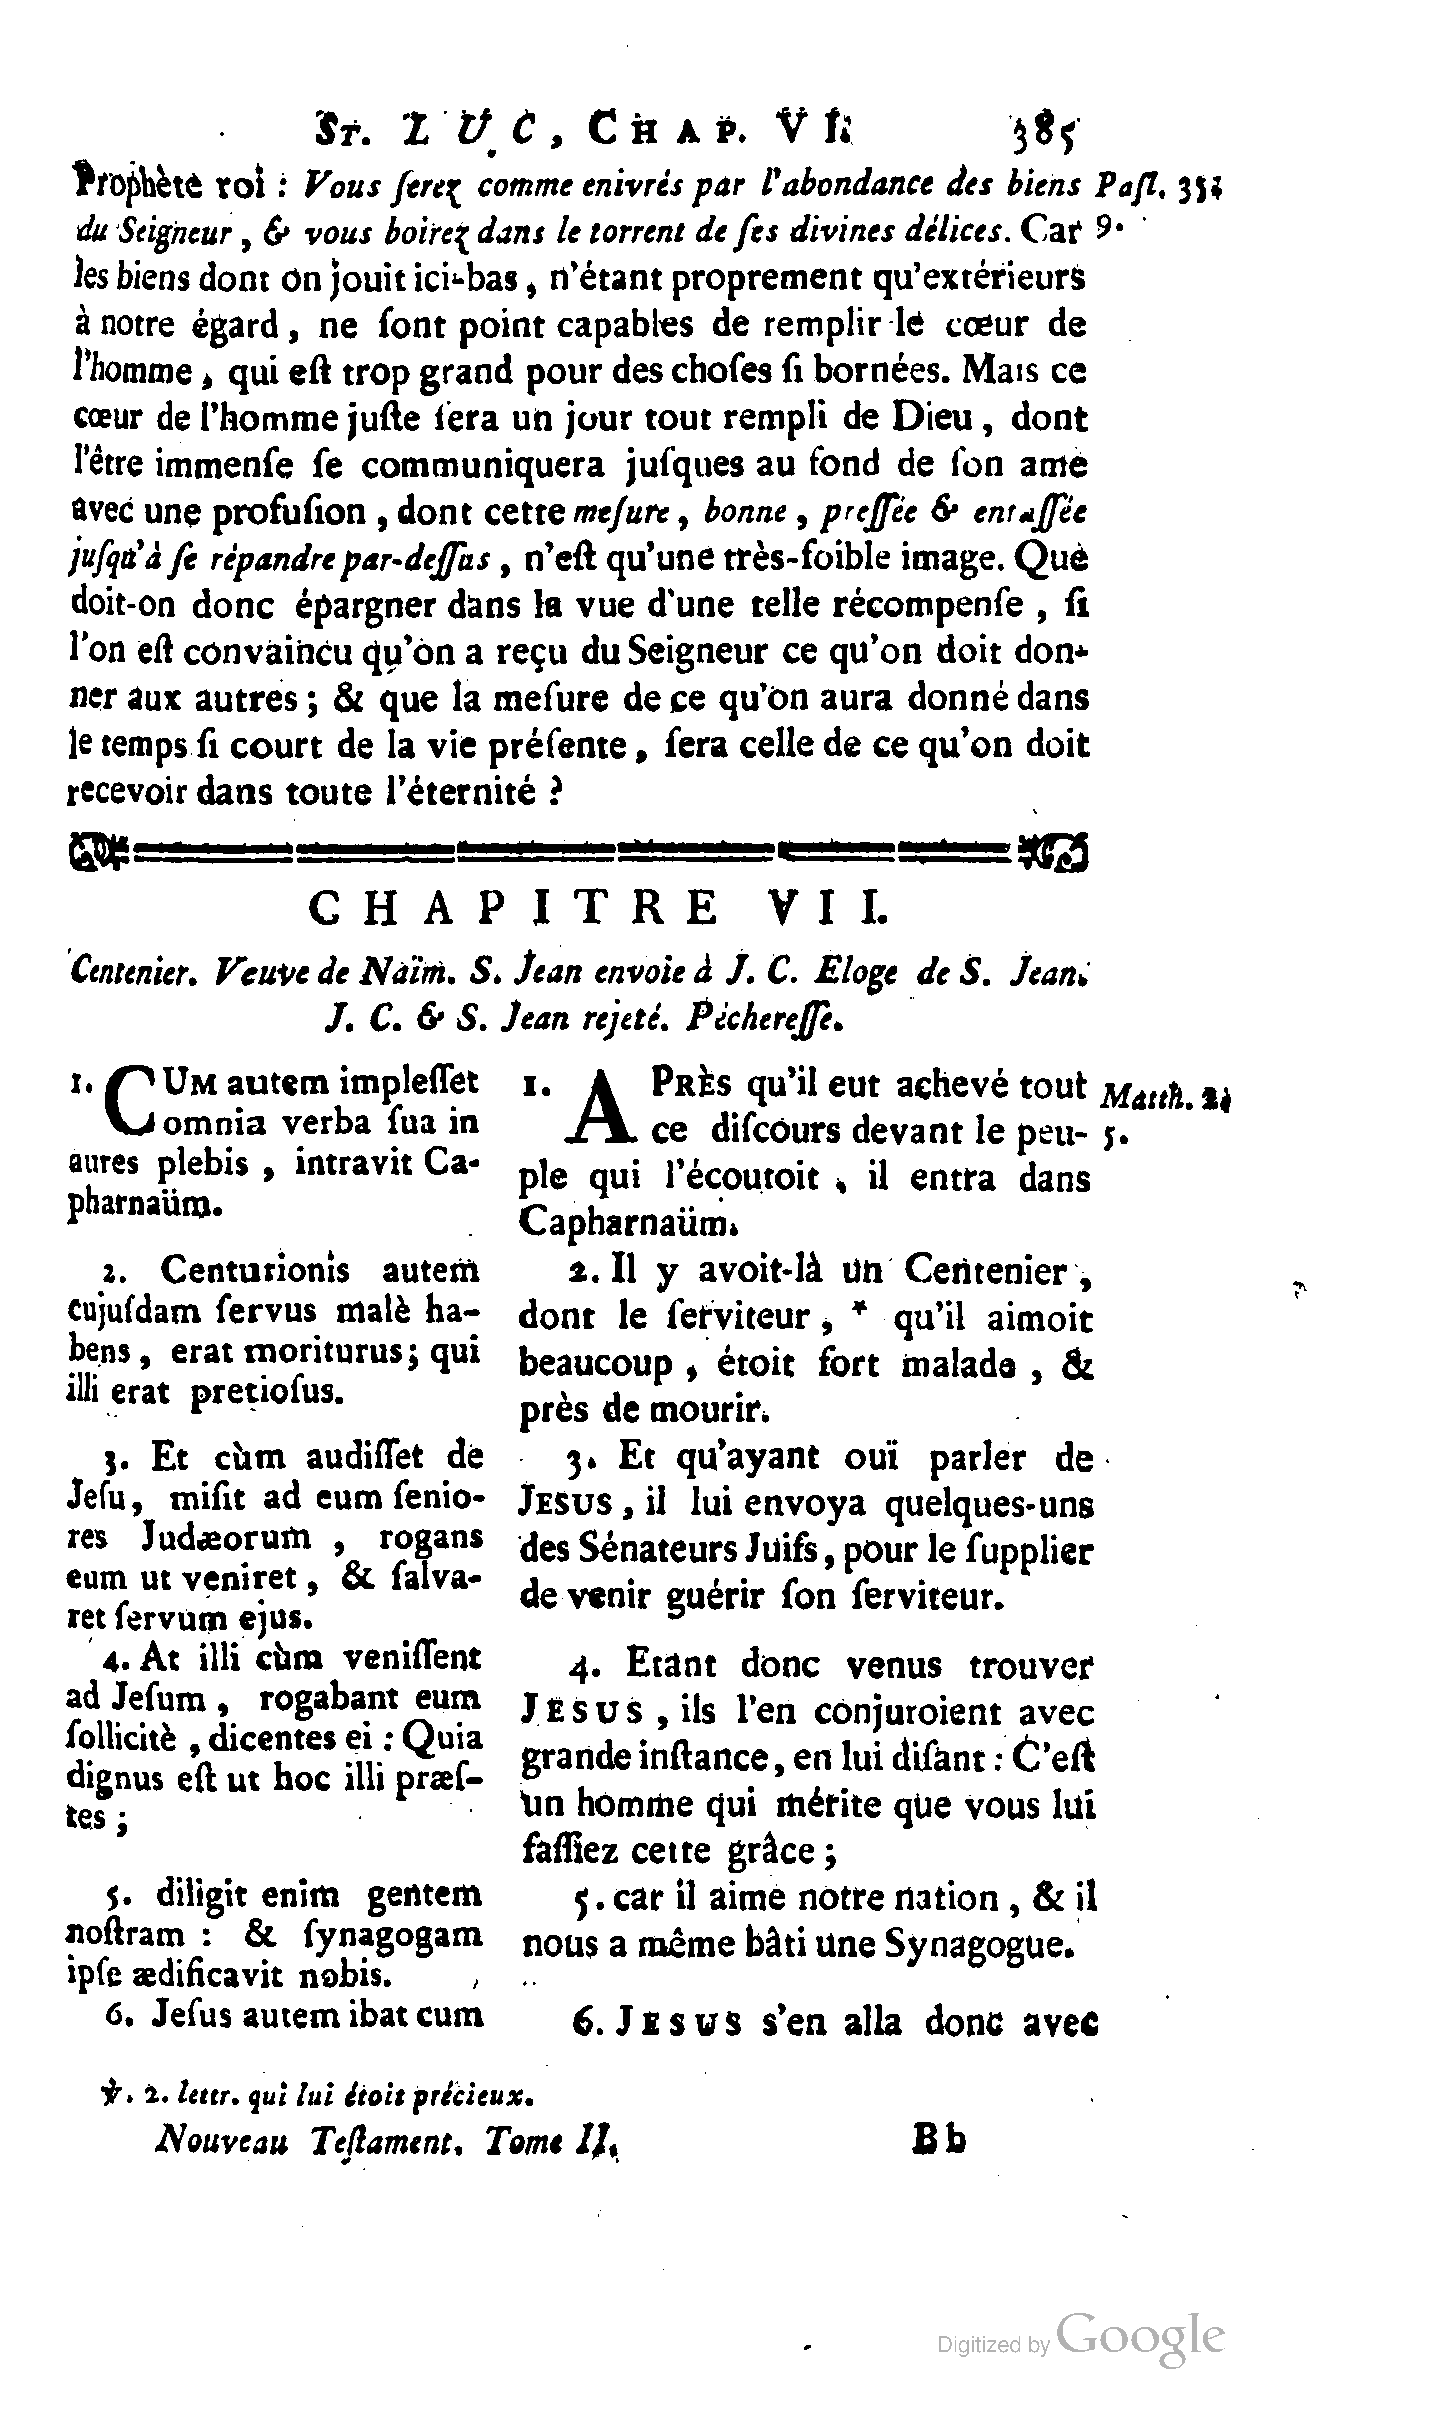 St. LUC, CHAP. VI. 385
Prophète roi : Vous ſerez comme enivrés par l'abondance des biens
du Seigneur, & vous boirez dans le torrent de ſes divines délices. Car
les biens dont on jouit ici-bas, n'étant proprement qu'extérieurs
à notre égard, ne ſont point capables de remplir le cœur de
l'homme, qui eſt trop grand pour des choſes ſi bornées. Mais ce
cœur de l'homme juſte ſera un jour tout rempli de Dieu, dont
l'être immenſe ſe communiquera juſques au fond de ſon ame
avec une profuſion, dont cette meſure, bonne, preſſée & entaſſée
juſqu'à ſe répandre par-deſſus, n'eſt qu'une très-foible image. Que
doit-on donc épargner dans la vue d'une telle récompenſe, ſi
l'on eſt convaincu qu'on a reçu du Seigneur ce qu'on doit don-
ner aux autres; & que la meſure de ce qu'on aura donné dans
le temps ſi court de la vie préſente, ſera celle de ce qu'on doit
recevoir dans toute l'éternité ?
Pſal. 35:
9.
CHAPITRE VII.
Centenier. Veuve de Naïm. S. Jean envoie à J. C. Eloge de S. Jean.
J. C. & S. Jean rejeté. Péchereſſe.
1. CUM autem impleſſet
omnia verba ſua in
aures plebis, intravit Ca-
pharnaüm.
2. Centurionis autem
cujuſdam ſervus malè ha-
bens, erat moriturus; qui
illi erat pretioſus.
3. Et cùm audiſſet de
Jeſu, miſit ad eum ſenio-
res Judæorum, rogans
eum ut veniret, & ſalva-
ret ſervum ejus.
4. At illi cùm veniſſent
ad Jeſum, rogabant eum
ſollicitè, dicentes ei : Quia
dignus eſt ut hoc illi præſ-
tes;
5. diligit enim gentem
noſtram : & ſynagogam
ipſe ædificavit nobis.
6. Jeſus autem ibat cum
1. APRÈS qu'il eut achevé tout
ce diſcours devant le peu-
ple qui l'écoutoit, il entra dans
Capharnaüm.
2. Il y avoit-là un Centenier,
dont le ſerviteur, * qu'il aimoit
beaucoup, étoit fort malade, &
près de mourir.
3. Et qu'ayant ouï parler de
JESUS, il lui envoya quelques-uns
des Sénateurs Juifs, pour le ſupplier
de venir guérir ſon ſerviteur.
4. Etant donc venus trouver
JESUS, ils l'en conjuroient avec
grande inſtance, en lui diſant : C'eſt
un homme qui mérite que vous lui
faſſiez cette grâce;
5. car il aime notre nation, & il
nous a même bâti une Synagogue.
6. JESUS s'en alla donc avec
Matth.
5.
℣. 2. lettr. qui lui étoit précieux.
Nouveau Teſtament. Tome II. Bb
Digitized by Google